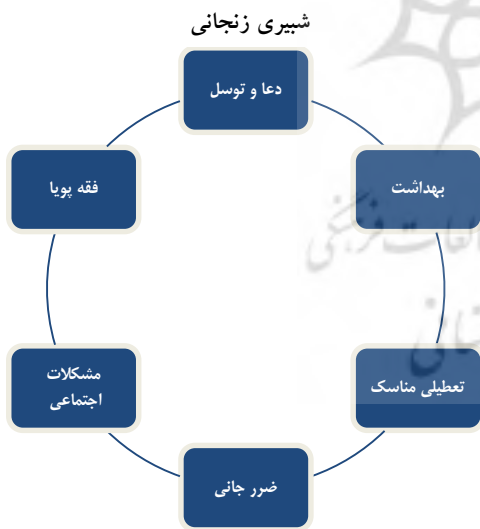 شبیری زنجانی
دعا و توسل
بهداشت
تعطیلی مناسک
ضرر جانی
مشکلات
اجتماعی
فقه پویا